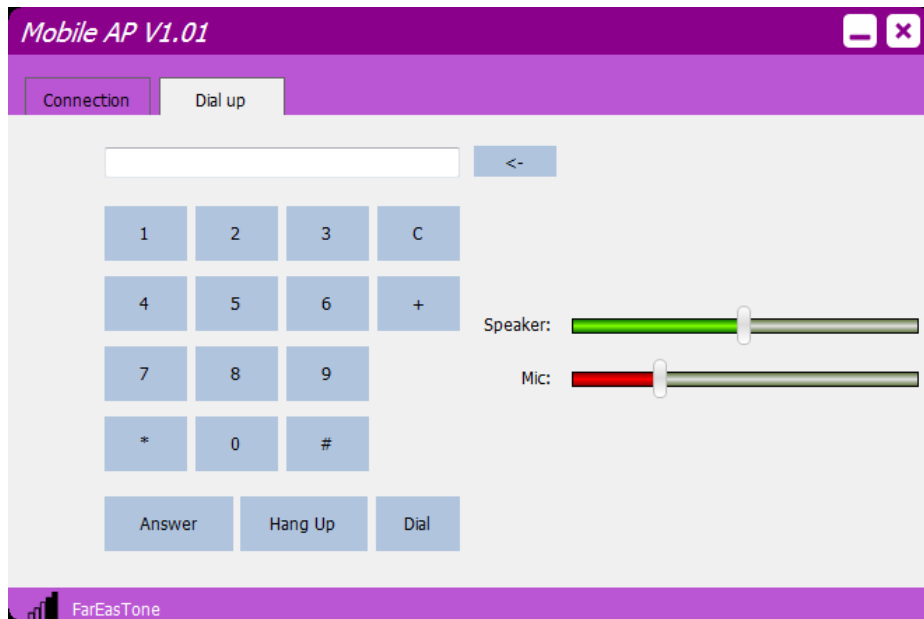 Mobile AP V1.01
Connection Dial up
<-
1 2 3 C
4 5 6 +
Speaker:
7 8 9
Mic:
* 0 #
Answer Hang Up Dial
FarEasTone